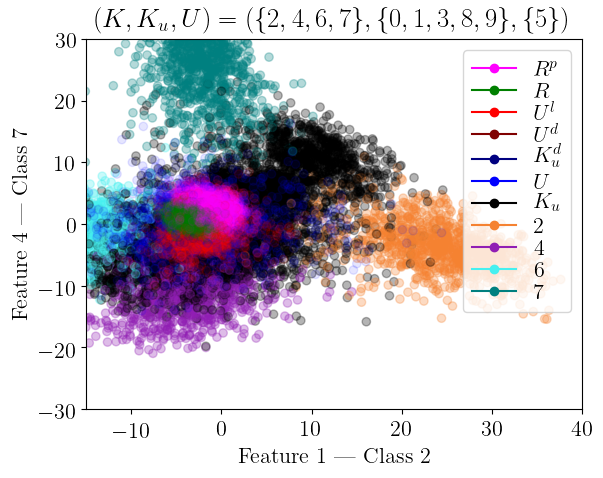 (K, K_u, U) = ({2, 4, 6, 7}, {0, 1, 3, 8, 9}, {5})
30
20
10
0
−10
−20
−30
Feature 4 — Class 7
R^p
R
U^l
U^d
K_u^d
U
K_u
2
4
6
7
−10
0
10
20
30
40
Feature 1 — Class 2